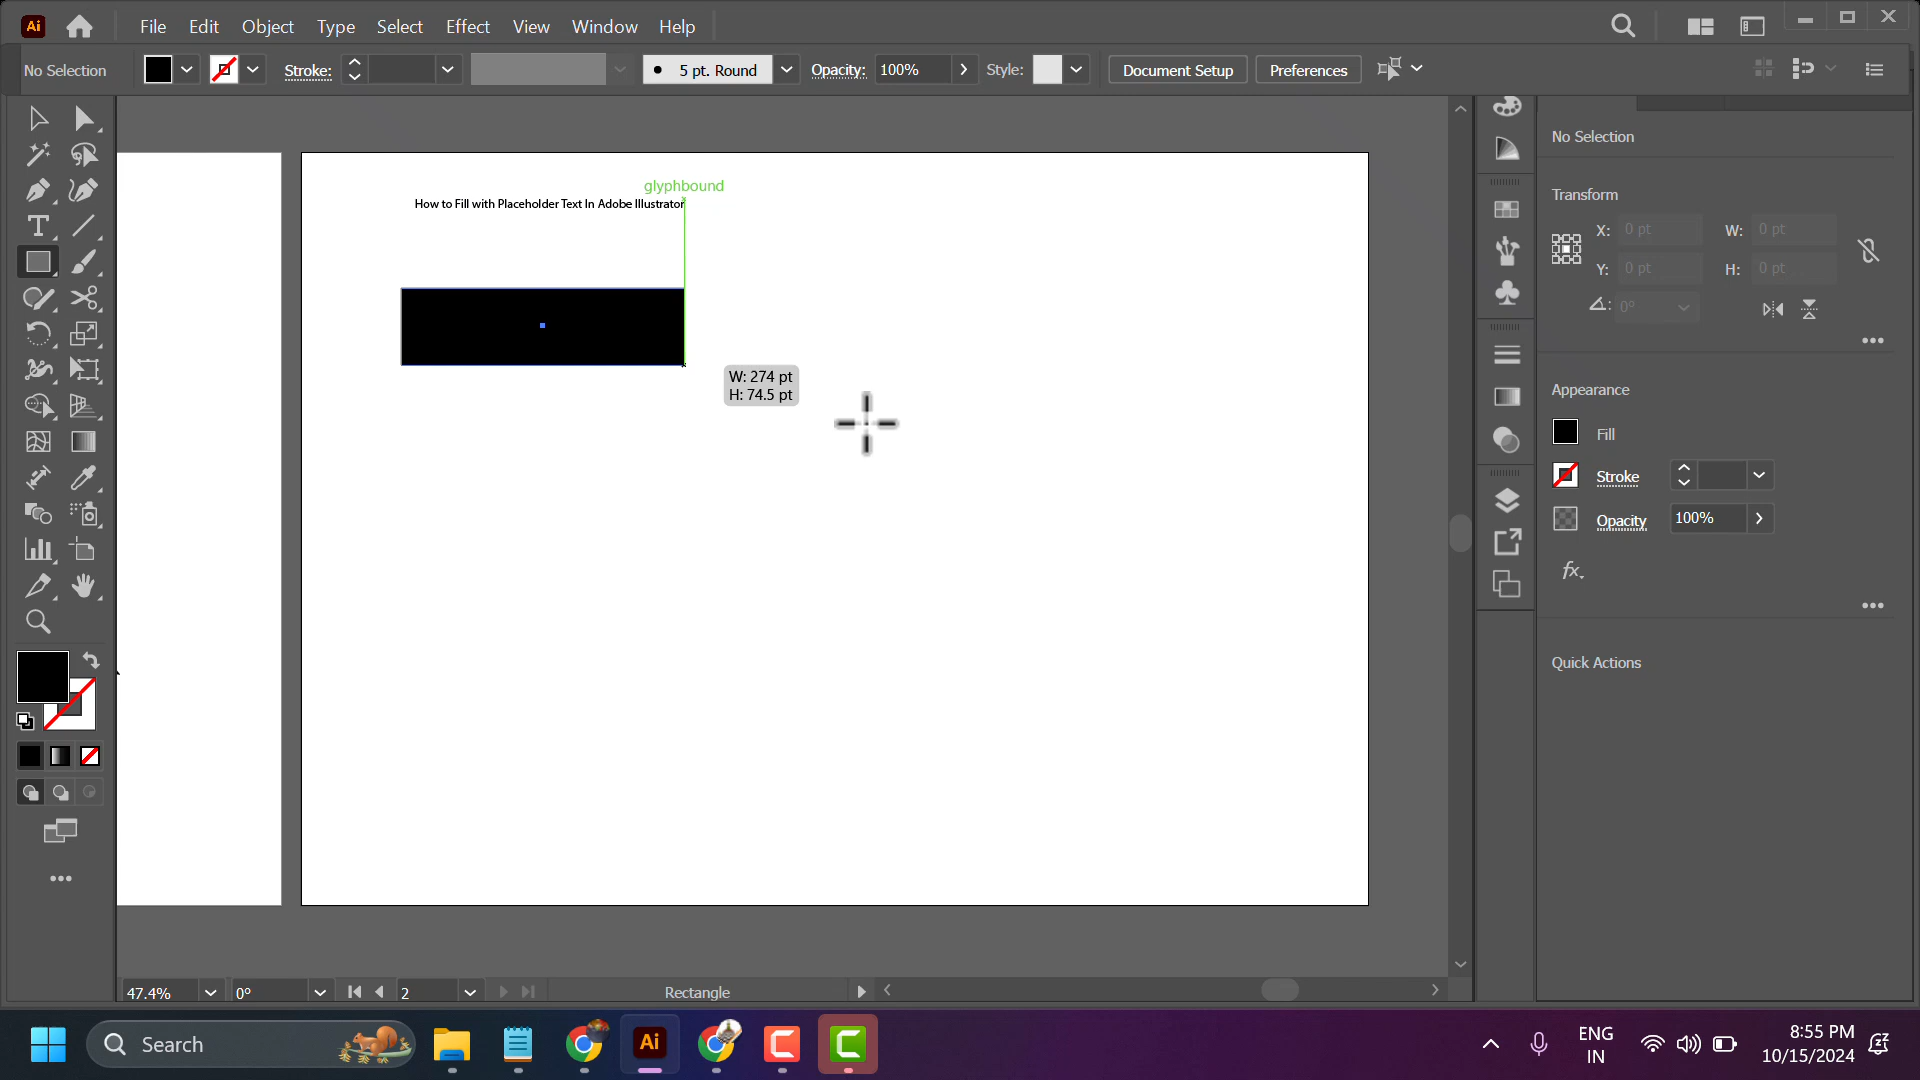 Ai File Edit Object Type Select Effect View Window Help
No Selection Stroke: 5 pt. Round Opacity: 100% Style: Document Setup Preferences
No Selection
Transform
X: 0 pt W: 0 pt
Y: 0 pt H: 0 pt
0°
Appearance
Fill
Stroke
Opacity 100%
fx
Quick Actions
glyphbound
How to Fill with Placeholder Text In Adobe Illustrator
W: 274 pt
H: 74.5 pt
T
47.4% 0° 2 Rectangle
Search
Ai
ENG
IN
8:55 PM
10/15/2024